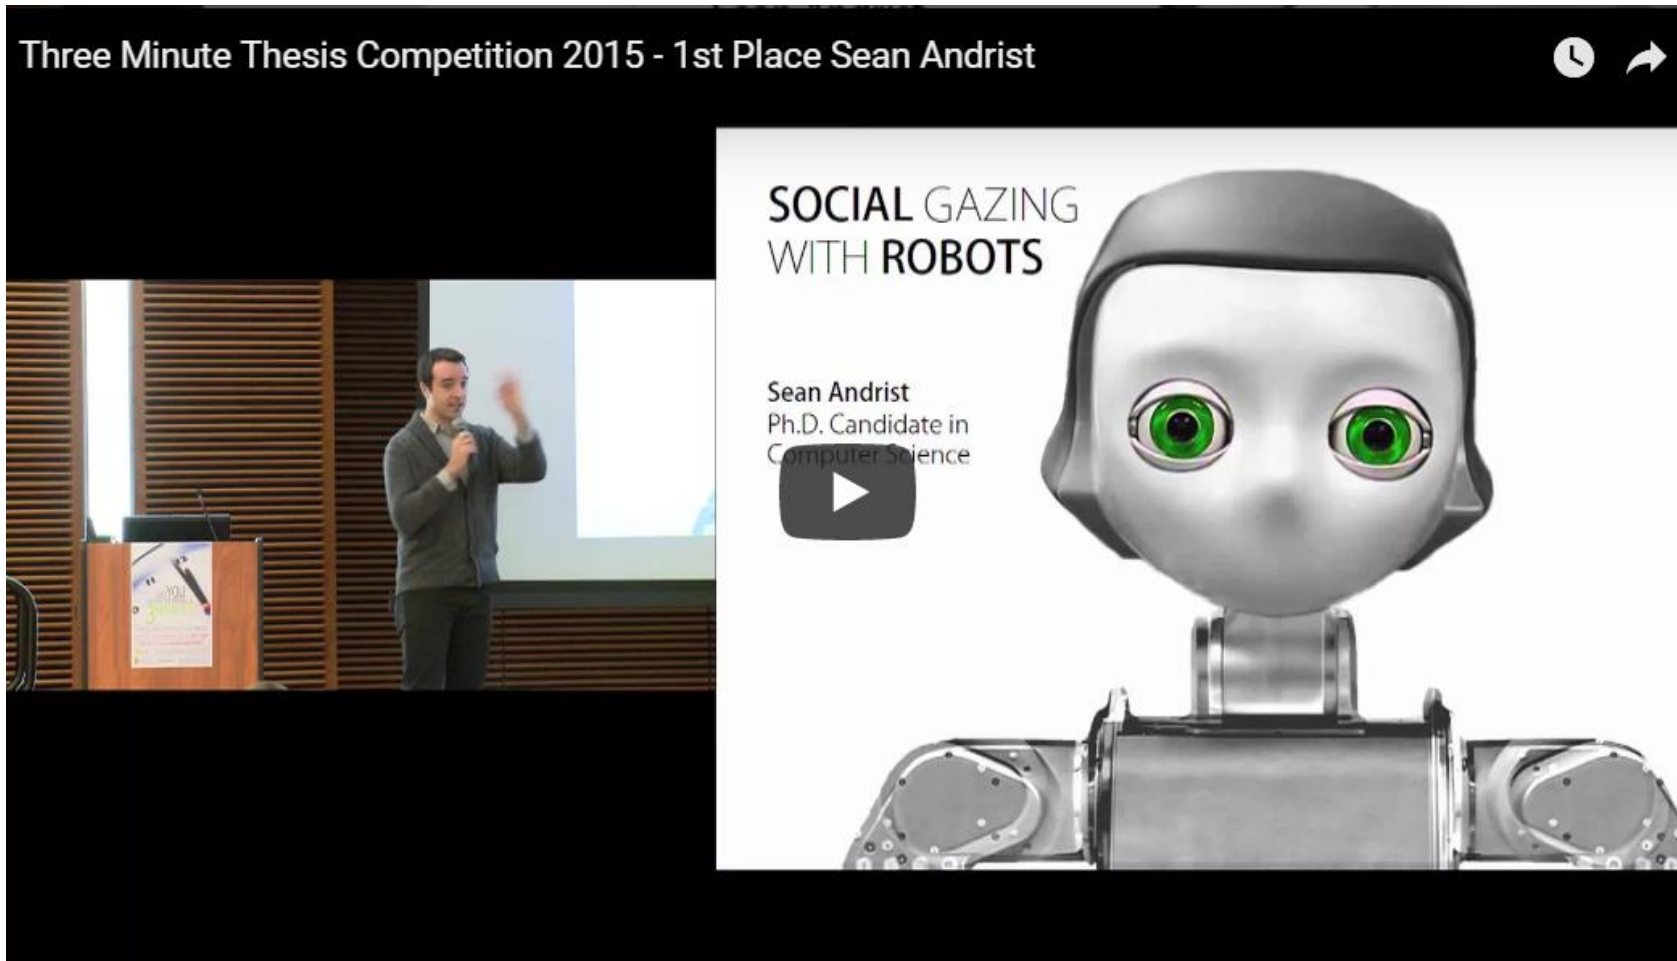 Three Minute Thesis Competition 2015 - 1st Place Sean Andrist
SOCIAL GAZING
WITH ROBOTS
Sean Andrist
Ph.D. Candidate in
Computer Science
YOU